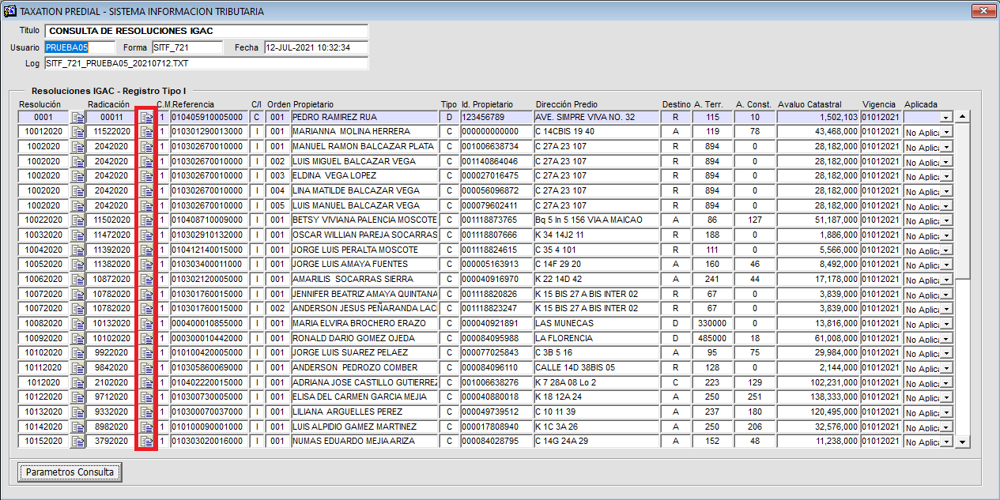 TAXATION PREDIAL - SISTEMA INFORMACION TRIBUTARIA
Titulo CONSULTA DE RESOLUCIONES IGAC
Usuario PRUEBA05 Forma SITF_721 Fecha 12-JUL-2021 10:32:34
Log SITF_721_PRUEBA05_20210712.TXT
Resoluciones IGAC - Registro Tipo I
Resolución Radicación C.M. Referencia C/I Orden Propietario Tipo Id. Propietario Dirección Predio Destino A. Terr. A. Const. Avaluo Catastral Vigencia Aplicada
0001 00011 1 010405910005000 C 001 PEDRO RAMIREZ RUA D 123456789 AVE. SIMPRE VIVA NO. 32 R 115 10 1,502,103 01012021
10012020 11522020 1 010301290013000 I 001 MARIANNA MOLINA HERRERA C 000000000000 C 14CBIS 19 40 A 119 78 43,468,000 01012021 No Aplica
1002020 2042020 1 010302670010000 I 001 MANUEL RAMON BALCAZAR PLATA C 001006638734 C 27A 23 107 R 894 0 28,182,000 01012021 No Aplica
1002020 2042020 1 010302670010000 I 002 LUIS MIGUEL BALCAZAR VEGA C 001140864046 C 27A 23 107 R 894 0 28,182,000 01012021 No Aplica
1002020 2042020 1 010302670010000 I 003 ELDINA VEGA LOPEZ C 000027016475 C 27A 23 107 R 894 0 28,182,000 01012021 No Aplica
1002020 2042020 1 010302670010000 I 004 LINA MATILDE BALCAZAR VEGA C 000056096872 C 27A 23 107 R 894 0 28,182,000 01012021 No Aplica
1002020 2042020 1 010302670010000 I 005 LUIS MANUEL BALCAZAR VEGA C 000079602411 C 27A 23 107 R 894 0 28,182,000 01012021 No Aplica
10022020 11502020 1 010408710009000 I 001 BETSY VIVIANA PALENCIA MOSCOTE C 001118873765 Bq 5 ln 5 156 VIA A MAICAO A 86 127 51,187,000 01012021 No Aplica
10032020 11472020 1 010302910132000 I 001 OSCAR WILLIAN PAREJA SOCARRAS C 001118807666 K 34 14J2 11 R 188 0 1,886,000 01012021 No Aplica
10042020 11392020 1 010412140015000 I 001 JORGE LUIS PERALTA MOSCOTE C 001118824615 C 35 4 101 R 111 0 5,566,000 01012021 No Aplica
10052020 11382020 1 010303400011000 I 001 JORGE LUIS AMAYA FUENTES C 000005163913 C 14F 29 20 A 160 46 8,492,000 01012021 No Aplica
10062020 10872020 1 010302120005000 I 001 AMARILIS SOCARRAS SIERRA C 000040916970 K 22 14D 42 A 241 44 17,178,000 01012021 No Aplica
10072020 10782020 1 010301760015000 I 001 JENNIFER BEATRIZ AMAYA QUINTANA C 001118820826 K 15 BIS 27 A BIS INTER 02 R 67 0 3,839,000 01012021 No Aplica
10072020 10782020 1 010301760015000 I 002 ANDERSON JESUS PEÑARANDA LAC C 001118823247 K 15 BIS 27 A BIS INTER 02 R 67 0 3,839,000 01012021 No Aplica
10082020 10132020 1 000400010855000 I 001 MARIA ELVIRA BROCHERO ERAZO C 000040921891 LAS MUNECAS D 330000 0 13,816,000 01012021 No Aplica
10092020 10102020 1 000300010442000 I 001 RONALD DARIO GOMEZ OJEDA C 000084095988 LA FLORENCIA D 485000 18 61,008,000 01012021 No Aplica
10102020 9922020 1 010100420005000 I 001 JORGE LUIS SUAREZ PELAEZ C 000077025843 C 3B 5 16 A 95 75 29,984,000 01012021 No Aplica
10112020 9842020 1 010305860069000 I 001 ANDERSON PEDROZO COMBER C 000084096110 CALLE 14D 38BIS 05 R 128 0 2,144,000 01012021 No Aplica
1012020 2102020 1 010402220015000 I 001 ADRIANA JOSE CASTILLO GUTIERREZ C 001006638276 K 7 28A 08 Lo 2 C 223 129 102,231,000 01012021 No Aplica
10122020 9712020 1 010300730005000 I 001 ELISA DEL CARMEN GARCIA MEJIA C 000040880018 K 18 12A 24 A 250 251 138,333,000 01012021 No Aplica
10132020 9332020 1 010300070037000 I 001 LILIANA ARGUELLES PEREZ C 000049739512 C 10 11 39 A 237 180 120,495,000 01012021 No Aplica
10142020 8982020 1 010100090001000 I 001 LUIS ALPIDIO GAMEZ MARTINEZ C 000017808940 K 1C 3A 26 A 250 206 32,576,000 01012021 No Aplica
10152020 3792020 1 010303020016000 I 001 NUMAS EDUARDO MEJIA ARIZA C 000084028795 C 14G 24A 29 A 152 48 11,238,000 01012021 No Aplica
Parametros Consulta